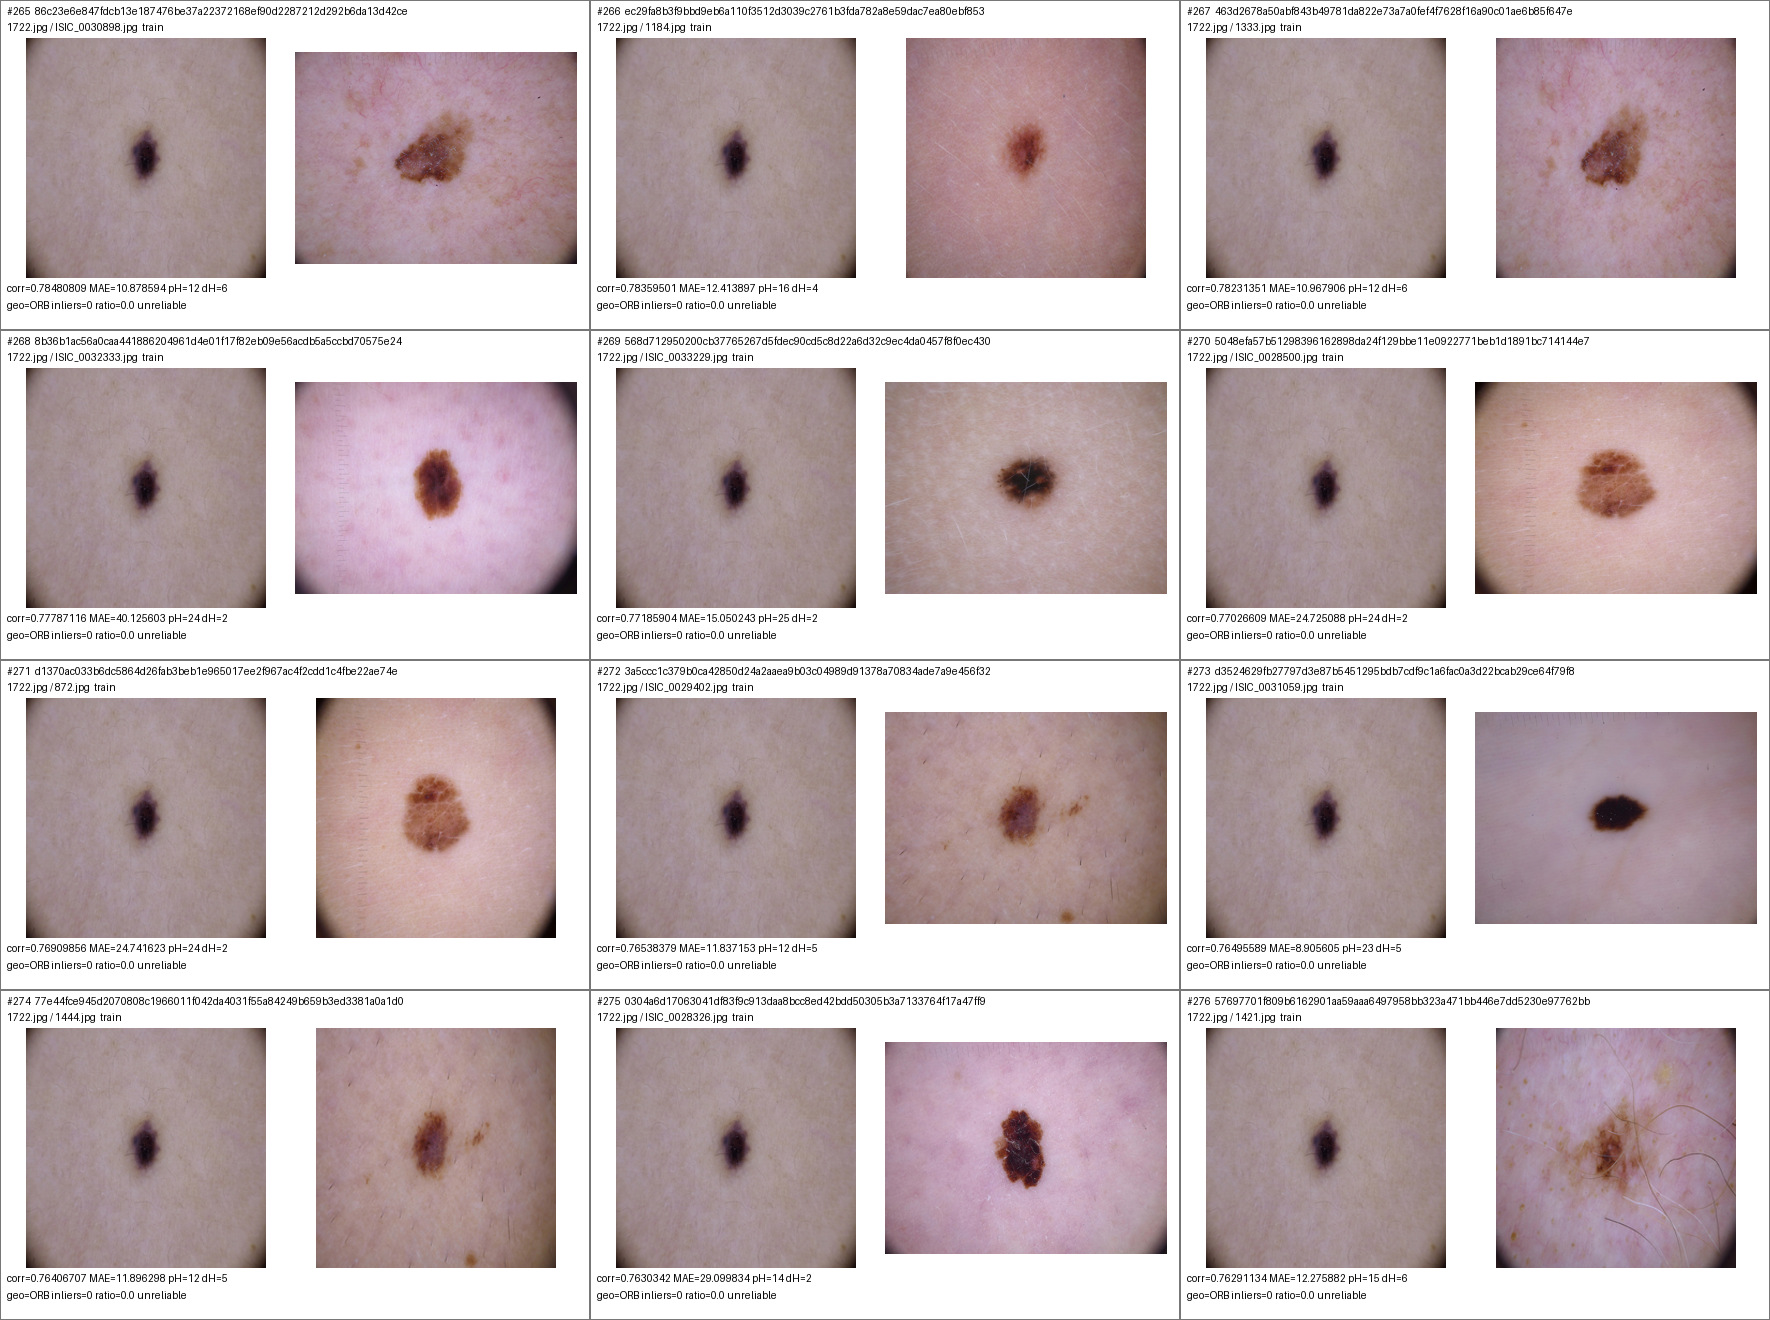 #265 86c23e6e847fdcb13e187476be37a22372168ef90d2287212d292b6da13d42ce
1722.jpg / ISIC_0030898.jpg train
corr=0.78480809 MAE=10.878594 pH=12 dH=6
geo=ORB inliers=0 ratio=0.0 unreliable
#266 ec29fa8b3f9bbd9eb6a110f3512d3039c2761b3fda782a8e59dac7ea80ebf853
1722.jpg / 1184.jpg train
corr=0.78359501 MAE=12.413897 pH=16 dH=4
geo=ORB inliers=0 ratio=0.0 unreliable
#267 463d2678a50abf843b49781da822e73a7a0fef4f7628f16a90c01ae6b85f647e
1722.jpg / 1333.jpg train
corr=0.78231351 MAE=10.967906 pH=12 dH=6
geo=ORB inliers=0 ratio=0.0 unreliable
#268 8b36b1ac56a0caa441886204961d4e01f17f82eb09e56acdb5a5ccbd70575e24
1722.jpg / ISIC_0032333.jpg train
corr=0.77787116 MAE=40.125603 pH=24 dH=2
geo=ORB inliers=0 ratio=0.0 unreliable
#269 568d712950200cb37765267d5fdec90cd5c8d22a6d32c9ec4da0457f8f0ec430
1722.jpg / ISIC_0033229.jpg train
corr=0.77185904 MAE=15.050243 pH=25 dH=2
geo=ORB inliers=0 ratio=0.0 unreliable
#270 5048efa57b51298396162898da24f129bbe11e0922771beb1d1891bc714144e7
1722.jpg / ISIC_0028500.jpg train
corr=0.77026609 MAE=24.725088 pH=24 dH=2
geo=ORB inliers=0 ratio=0.0 unreliable
#271 d1370ac033b6dc5864d26fab3beb1e965017ee2f967ac4f2cdd1c4fbe22ae74e
1722.jpg / 872.jpg train
corr=0.76909856 MAE=24.741623 pH=24 dH=2
geo=ORB inliers=0 ratio=0.0 unreliable
#272 3a5ccc1c379b0ca42850d24a2aaea9b03c04989d91378a70834ade7a9e456f32
1722.jpg / ISIC_0029402.jpg train
corr=0.76538379 MAE=11.837153 pH=12 dH=5
geo=ORB inliers=0 ratio=0.0 unreliable
#273 d3524629fb27797d3e87b5451295bdb7cdf9c1a6fac0a3d22bcab29ce64f79f8
1722.jpg / ISIC_0031059.jpg train
corr=0.76495589 MAE=8.905605 pH=23 dH=5
geo=ORB inliers=0 ratio=0.0 unreliable
#274 77e44fce945d2070808c1966011f042da4031f55a84249b659b3ed3381a0a1d0
1722.jpg / 1444.jpg train
corr=0.76406707 MAE=11.896298 pH=12 dH=5
geo=ORB inliers=0 ratio=0.0 unreliable
#275 0304a6d17063041df83f9c913daa8bcc8ed42bdd50305b3a7133764f17a47ff9
1722.jpg / ISIC_0028326.jpg train
corr=0.7630342 MAE=29.099834 pH=14 dH=2
geo=ORB inliers=0 ratio=0.0 unreliable
#276 57697701f809b6162901aa59aaa6497958bb323a471bb446e7dd5230e97762bb
1722.jpg / 1421.jpg train
corr=0.76291134 MAE=12.275882 pH=15 dH=6
geo=ORB inliers=0 ratio=0.0 unreliable